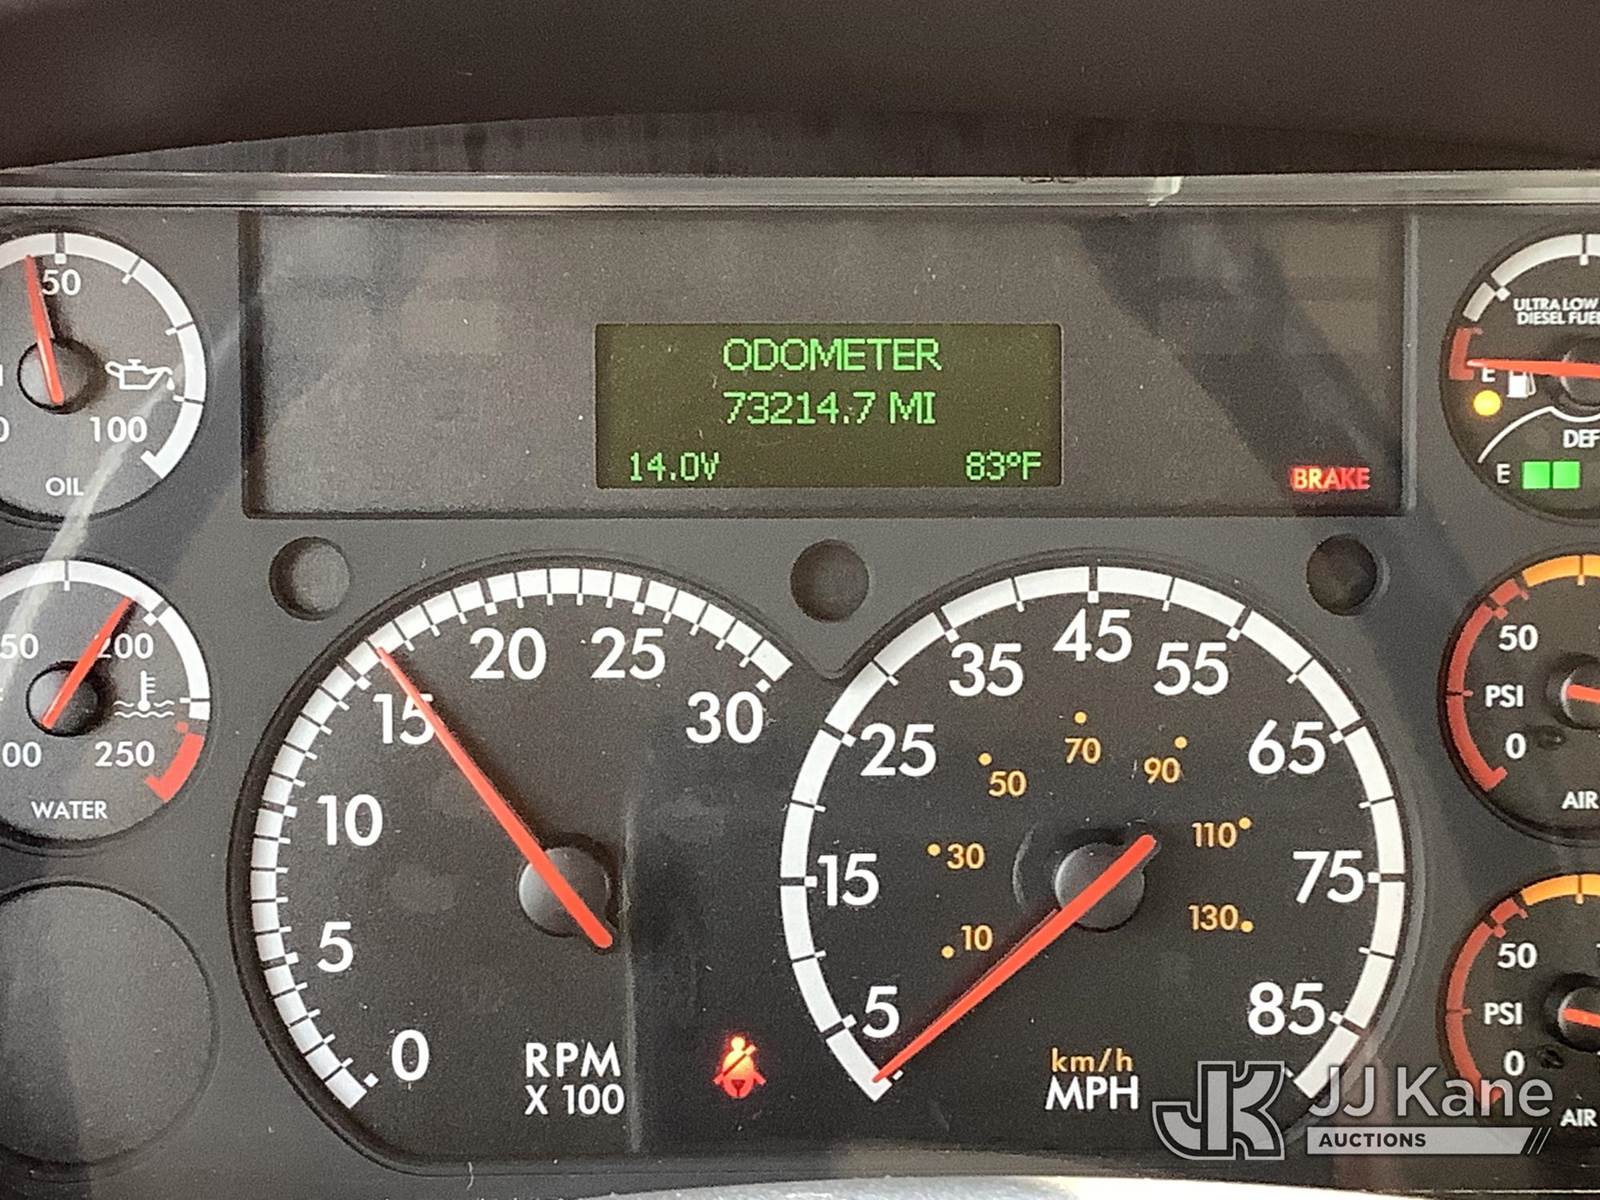 ODOMETER
73214.7 MI
14.0V 83°F
BRAKE
50
100
OIL
200
250
WATER
0
5
10
15
20
25
30
RPM
X 100
5
15
25
35
45
55
65
75
85
10
30
50
70
90
110
130
km/h
MPH
ULTRA LOW
DIESEL FUEL
E
DEF
E
50
PSI
0
AIR
50
PSI
0
AIR
JK JJ Kane
AUCTIONS